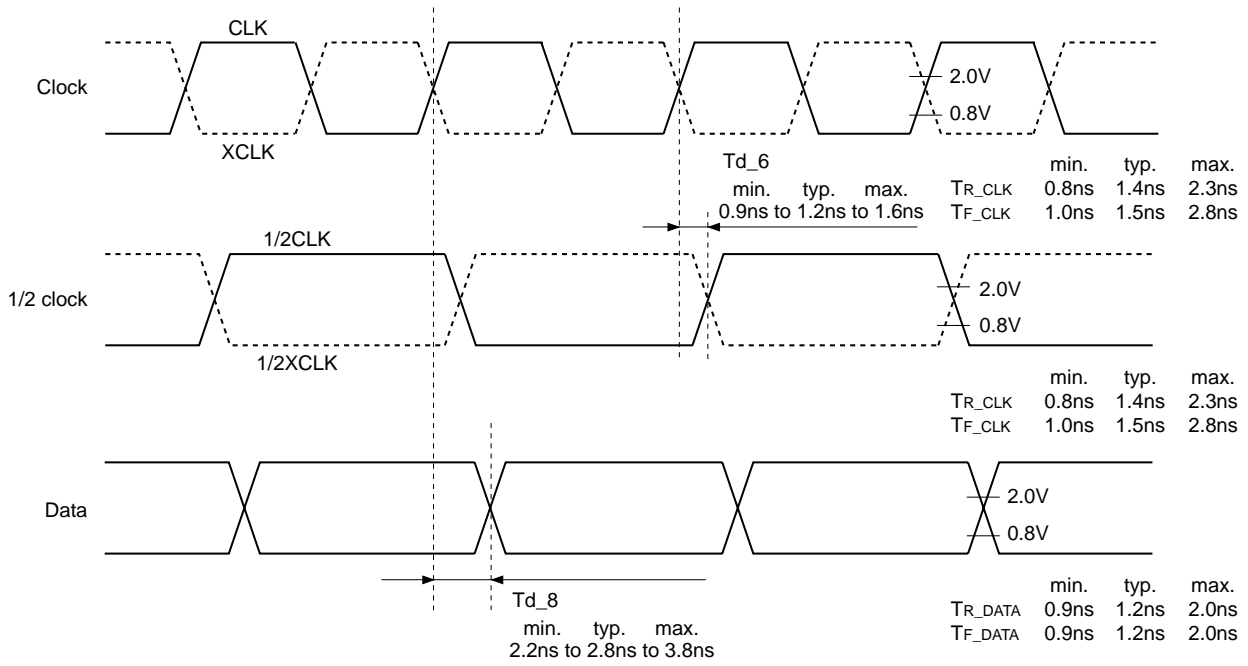 CLK
Clock
2.0V
0.8V
XCLK
Td_6
min. typ. max.
0.9ns to 1.2ns to 1.6ns
min. typ. max.
TR_CLK 0.8ns 1.4ns 2.3ns
TF_CLK 1.0ns 1.5ns 2.8ns
1/2CLK
1/2 clock
2.0V
0.8V
1/2XCLK
min. typ. max.
TR_CLK 0.8ns 1.4ns 2.3ns
TF_CLK 1.0ns 1.5ns 2.8ns
Data
2.0V
0.8V
Td_8
min. typ. max.
2.2ns to 2.8ns to 3.8ns
min. typ. max.
TR_DATA 0.9ns 1.2ns 2.0ns
TF_DATA 0.9ns 1.2ns 2.0ns